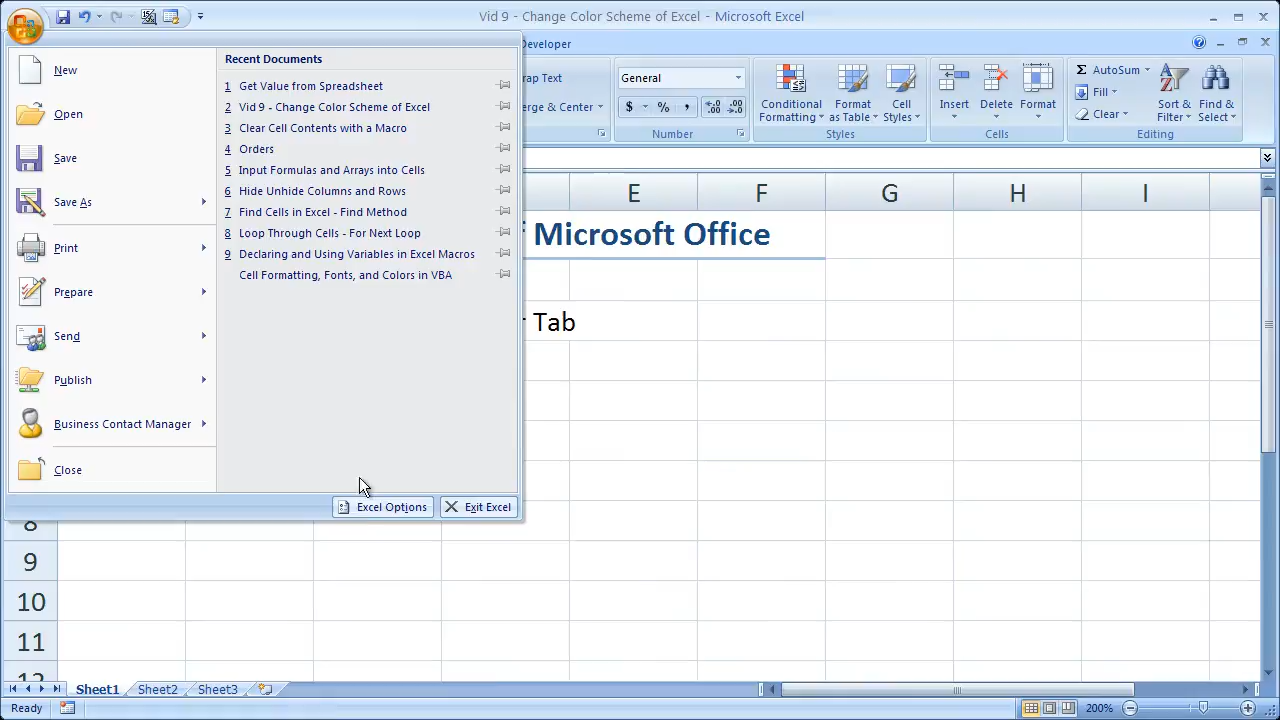 Vid 9 - Change Color Scheme of Excel - Microsoft Excel
Developer
New
Open
Save
Save As
Print
Prepare
Send
Publish
Business Contact Manager
Close
Recent Documents
1 Get Value from Spreadsheet
2 Vid 9 - Change Color Scheme of Excel
3 Clear Cell Contents with a Macro
4 Orders
5 Input Formulas and Arrays into Cells
6 Hide Unhide Columns and Rows
7 Find Cells in Excel - Find Method
8 Loop Through Cells - For Next Loop
9 Declaring and Using Variables in Excel Macros
Cell Formatting, Fonts, and Colors in VBA
Excel Options
Exit Excel
rap Text
erge & Center
General
$ % ,
.00 .0
Number
Conditional Formatting
Format as Table
Cell Styles
Styles
Insert
Delete
Format
Cells
Σ AutoSum
Fill
Clear
Sort & Filter
Find & Select
Editing
E F G H I
Microsoft Office
Tab
8
9
10
11
12
Sheet1 Sheet2 Sheet3
Ready
200%